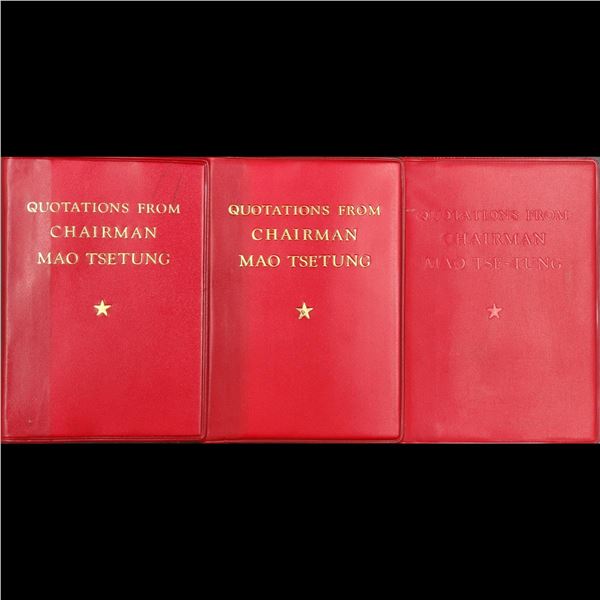 QUOTATIONS FROM
CHAIRMAN
MAO TSETUNG
QUOTATIONS FROM
CHAIRMAN
MAO TSETUNG
QUOTATIONS FROM
CHAIRMAN
MAO TSE-TUNG